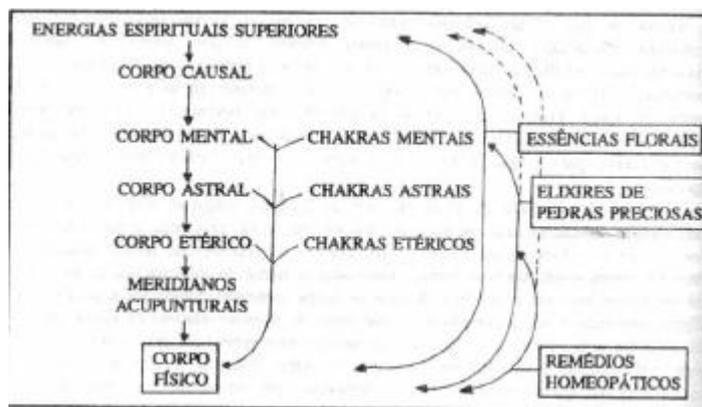 ENERGIAS ESPIRITUAIS SUPERIORES
CORPO CAUSAL
CORPO MENTAL
CHAKRAS MENTAIS
ESSÊNCIAS FLORAIS
CORPO ASTRAL
CHAKRAS ASTRAIS
ELIXIRES DE
PEDRAS PRECIOSAS
CORPO ETÉRICO
CHAKRAS ETÉRICOS
MERIDIANOS
ACUPUNTURAIS
CORPO
FÍSICO
REMÉDIOS
HOMEOPÁTICOS